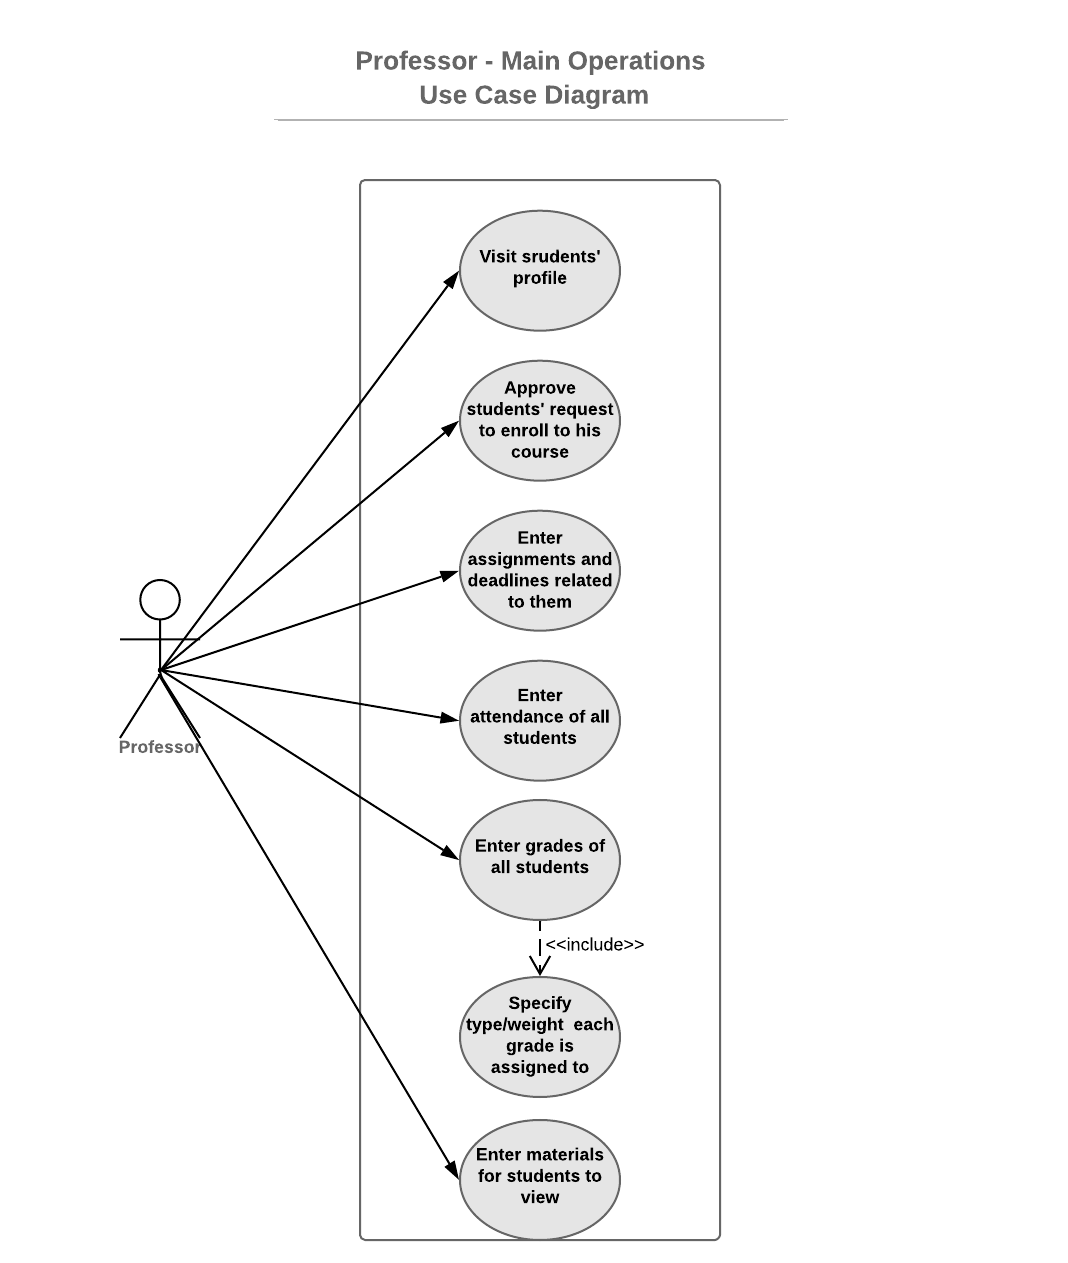 Professor - Main Operations
Use Case Diagram
Visit srudents'
profile
Approve
students' request
to enroll to his
course
Enter
assignments and
deadlines related
to them
Professor
Enter
attendance of all
students
Enter grades of
all students
<<include>>
Specify
type/weight  each
grade is
assigned to
Enter materials
for students to
view